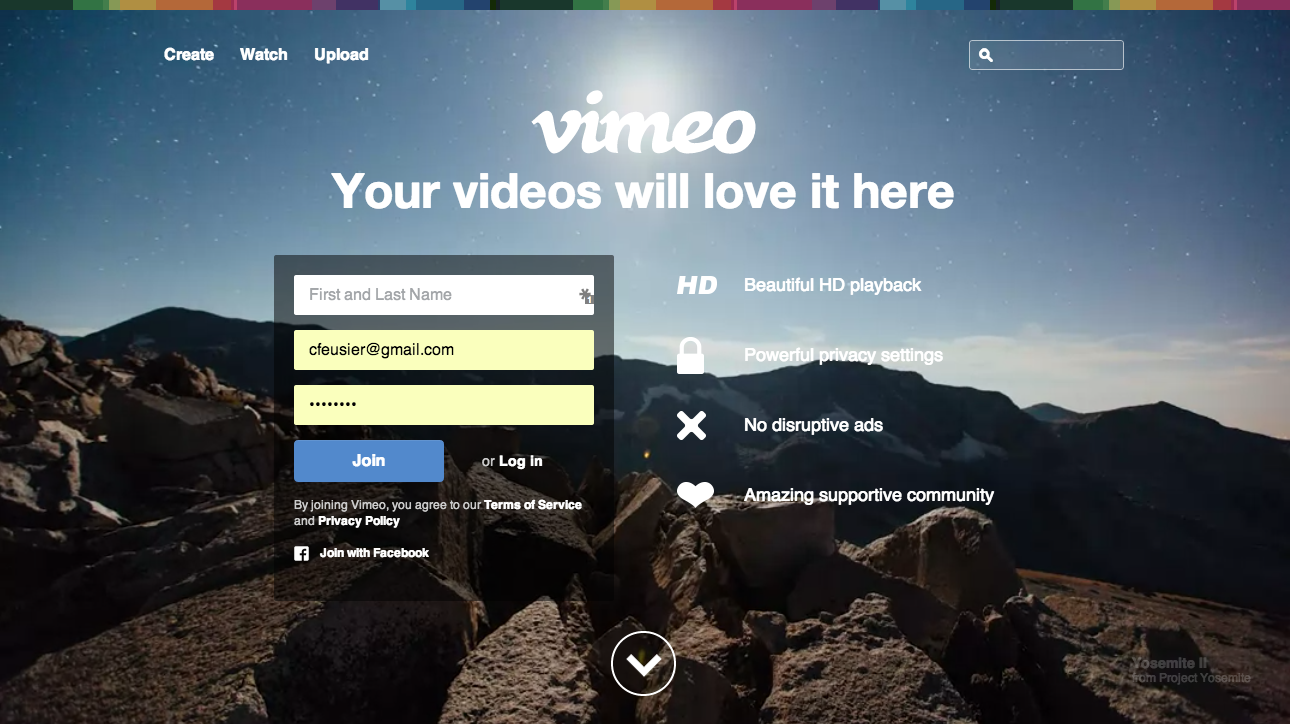 Create Watch Upload
vimeo
Your videos will love it here
First and Last Name
cfeusier@gmail.com
••••••••
Join or Log in
By joining Vimeo, you agree to our Terms of Service
and Privacy Policy
Join with Facebook
HD Beautiful HD playback
Powerful privacy settings
No disruptive ads
Amazing supportive community
Yosemite II
from Project Yosemite